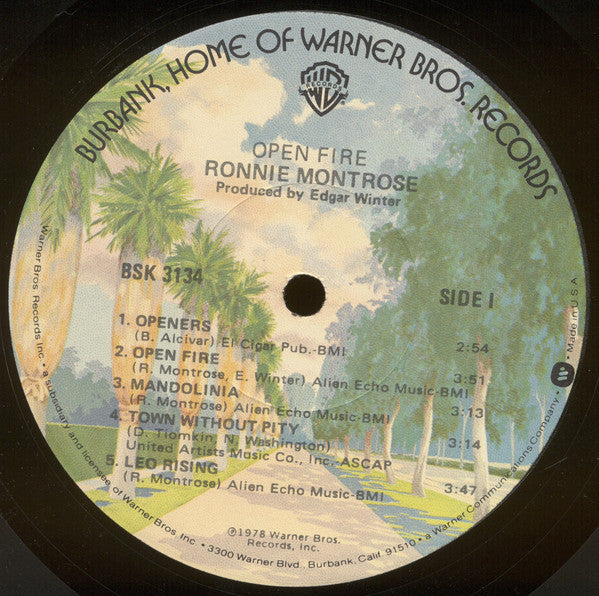 BURBANK, HOME OF WARNER BROS. RECORDS
WB
RECORDS
OPEN FIRE
RONNIE MONTROSE
Produced by Edgar Winter
BSK 3134
SIDE 1
1. OPENERS
(B. Alcivar) El Cigar Pub.-BMI 2:54
2. OPEN FIRE
(R. Montrose, E. Winter) Alien Echo Music-BMI 3:51
3. MANDOLINIA
(R. Montrose) Alien Echo Music-BMI 3:13
4. TOWN WITHOUT PITY
(D. Tiomkin, N. Washington) 3:14
United Artists Music Co., Inc.-ASCAP
5. LEO RISING
(R. Montrose) Alien Echo Music-BMI 3:47
℗1978 Warner Bros.
Records, Inc.
Warner Bros. Records Inc. • a subsidiary and licensee of Warner Bros. Inc. • 3300 Warner Blvd., Burbank, Calif. 91510 • a Warner Communications Company • Made in U.S.A.